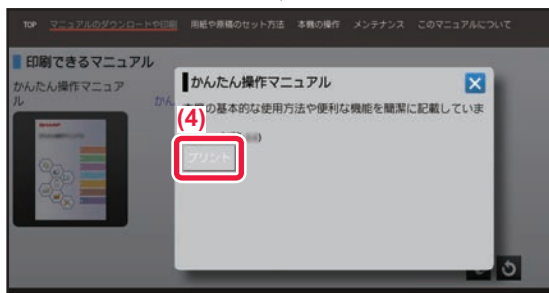 TOP マニュアルのダウンロードや印刷 用紙や原稿のセット方法 本機の操作 メンテナンス このマニュアルについて
印刷できるマニュアル
かんたん操作マニュア
ル
かん
かんたん操作マニュアル
の基本的な使用方法や便利な機能を簡潔に記載していま
(4)
プリント
SHARP